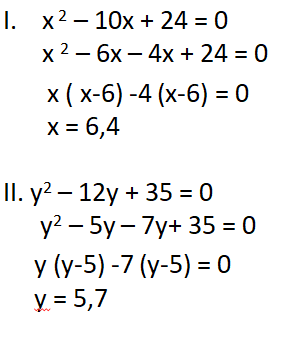 I. x² – 10x + 24 = 0
x ² – 6x – 4x + 24 = 0
x ( x-6) -4 (x-6) = 0
x = 6,4
II. y² – 12y + 35 = 0
y² – 5y – 7y+ 35 = 0
y (y-5) -7 (y-5) = 0
y = 5,7